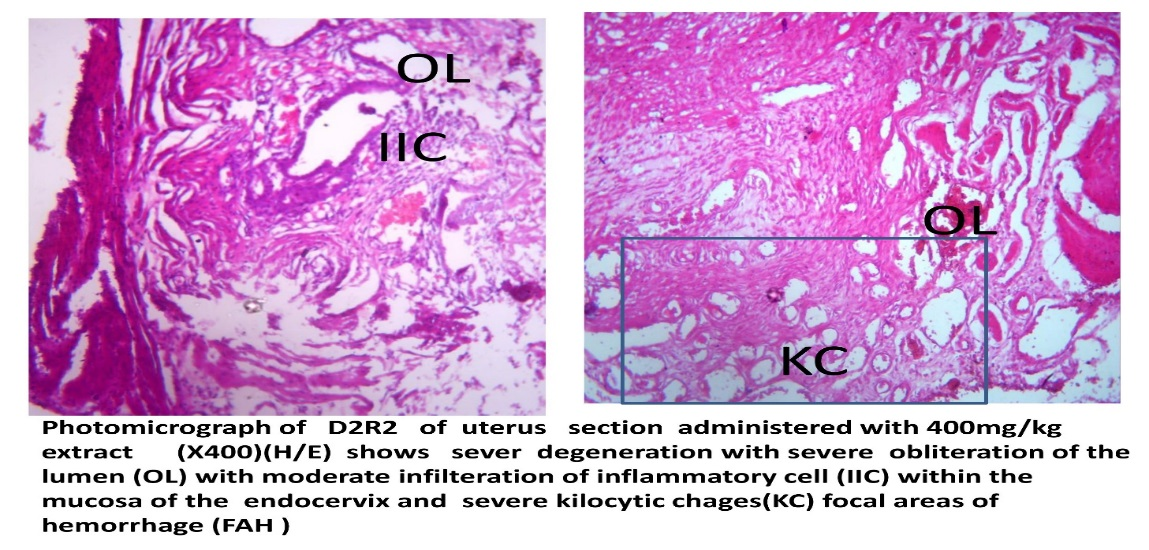 OL
IIC
OL
KC
Photomicrograph of D2R2 of uterus section administered with 400mg/kg
extract (X400)(H/E) shows sever degeneration with severe obliteration of the
lumen (OL) with moderate infilteration of inflammatory cell (IIC) within the
mucosa of the endocervix and severe kilocytic chages(KC) focal areas of
hemorrhage (FAH )